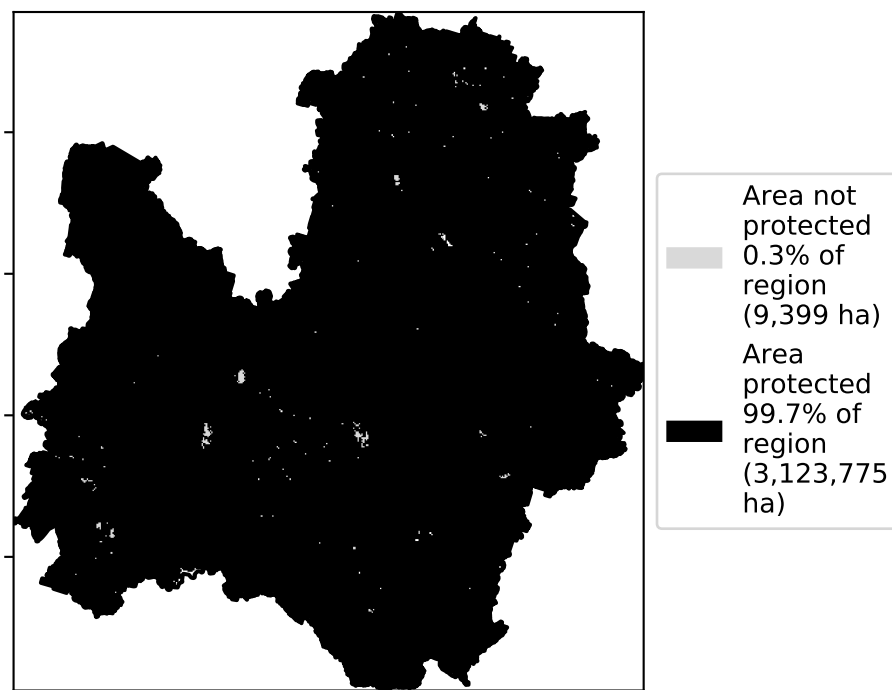 Area not
protected
0.3% of
region
(9,399 ha)
Area
protected
99.7% of
region
(3,123,775
ha)